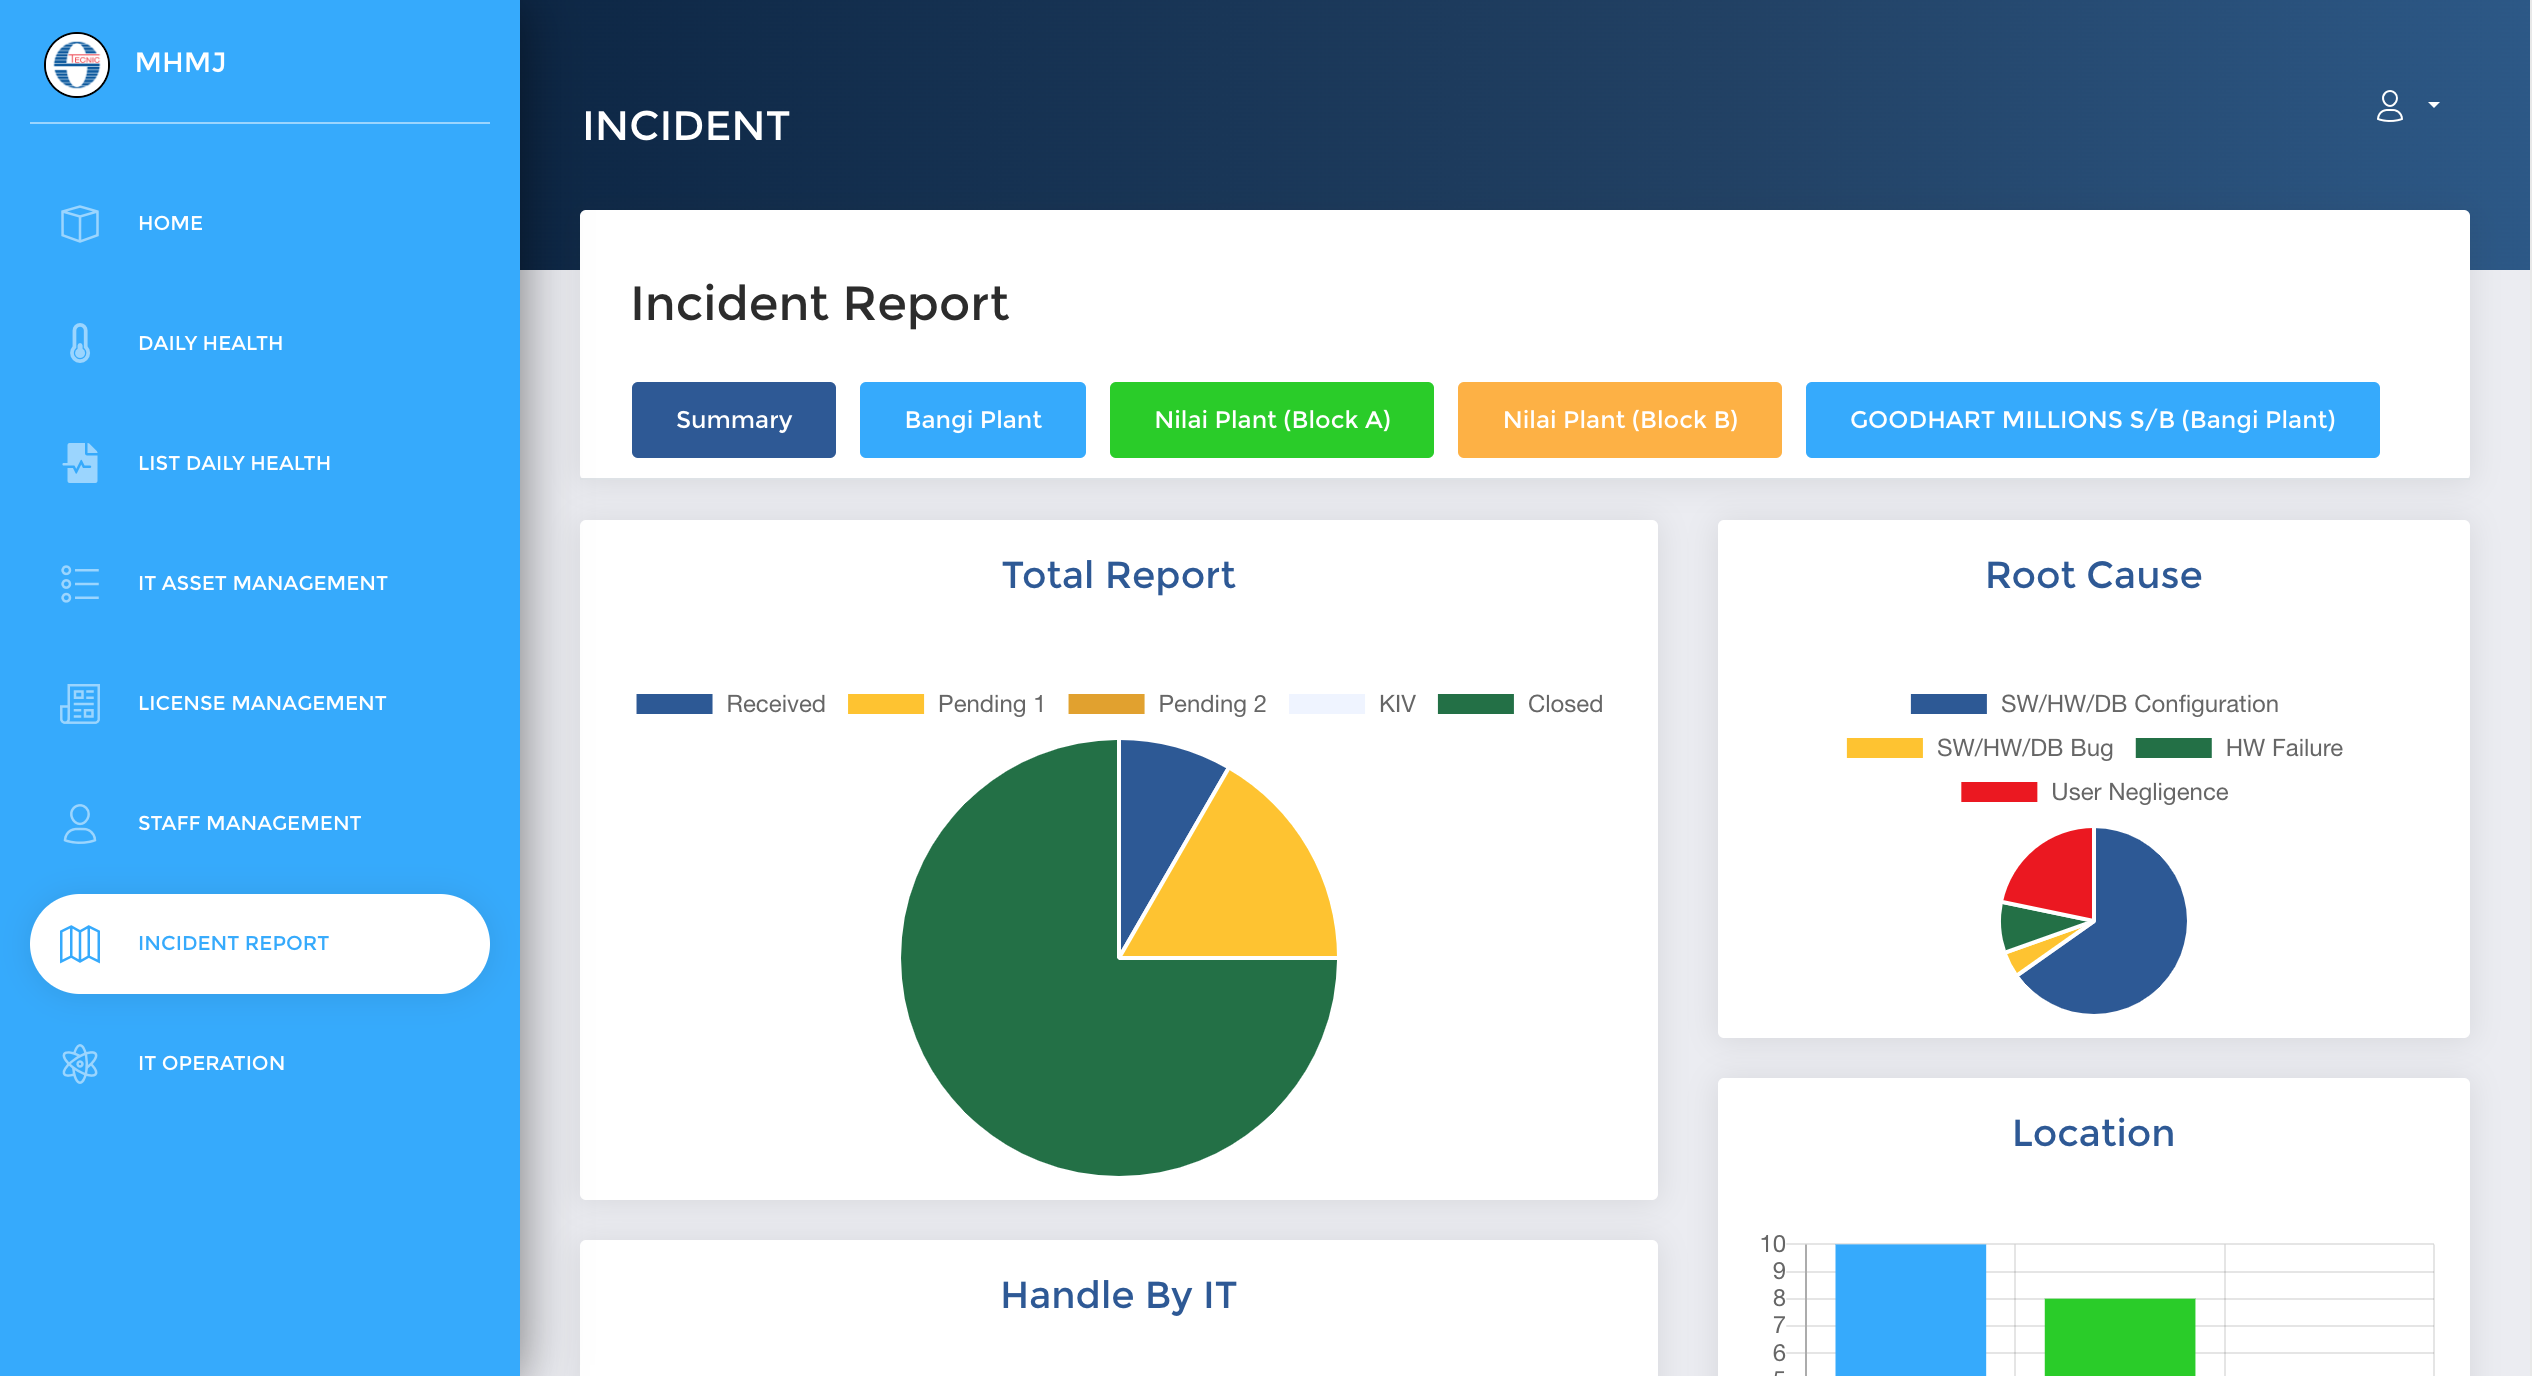 TECNIC
MHMJ
HOME
DAILY HEALTH
LIST DAILY HEALTH
IT ASSET MANAGEMENT
LICENSE MANAGEMENT
STAFF MANAGEMENT
INCIDENT REPORT
IT OPERATION
INCIDENT
Incident Report
Summary Bangi Plant Nilai Plant (Block A) Nilai Plant (Block B) GOODHART MILLIONS S/B (Bangi Plant)
Total Report
Received Pending 1 Pending 2 KIV Closed
Root Cause
SW/HW/DB Configuration
SW/HW/DB Bug HW Failure
User Negligence
Handle By IT
Location
10
9
8
7
6